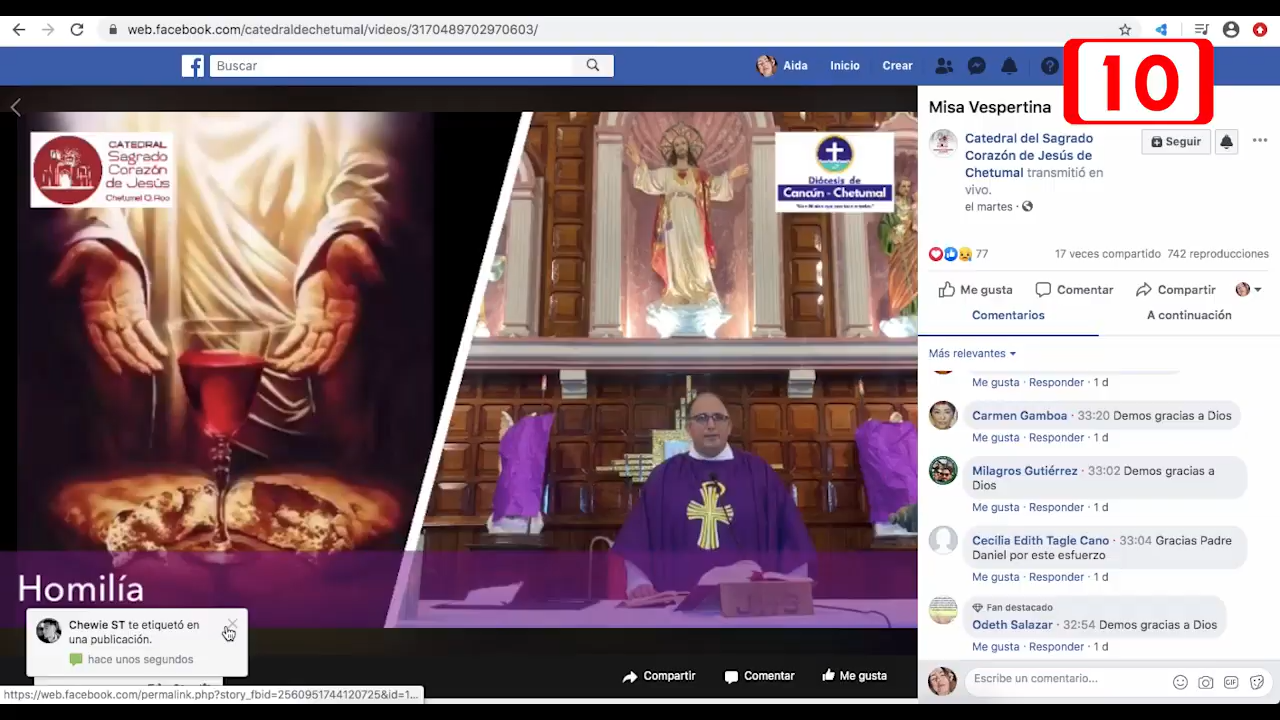 web.facebook.com/catedraldechetumal/videos/3170489702970603/
Buscar
Aida
Inicio
Crear
10
CATEDRAL
Sagrado
Corazón
de Jesús
Chetumal Q. Roo
Diócesis de
Cancún - Chetumal
Homilía
Chewie ST te etiquetó en
una publicación.
hace unos segundos
Compartir
Comentar
Me gusta
https://web.facebook.com/permalink.php?story_fbid=2560951744120725&id=1...
Misa Vespertina
Catedral del Sagrado
Corazón de Jesús de
Chetumal transmitió en
vivo.
el martes ·
Seguir
77
17 veces compartido 742 reproducciones
Me gusta
Comentar
Compartir
Comentarios
A continuación
Más relevantes
Me gusta · Responder · 1 d
Carmen Gamboa · 33:20 Demos gracias a Dios
Me gusta · Responder · 1 d
Milagros Gutiérrez · 33:02 Demos gracias a
Dios
Me gusta · Responder · 1 d
Cecilia Edith Tagle Cano · 33:04 Gracias Padre
Daniel por este esfuerzo
Me gusta · Responder · 1 d
Fan destacado
Odeth Salazar · 32:54 Demos gracias a Dios
Me gusta · Responder · 1 d
Escribe un comentario...
GIF